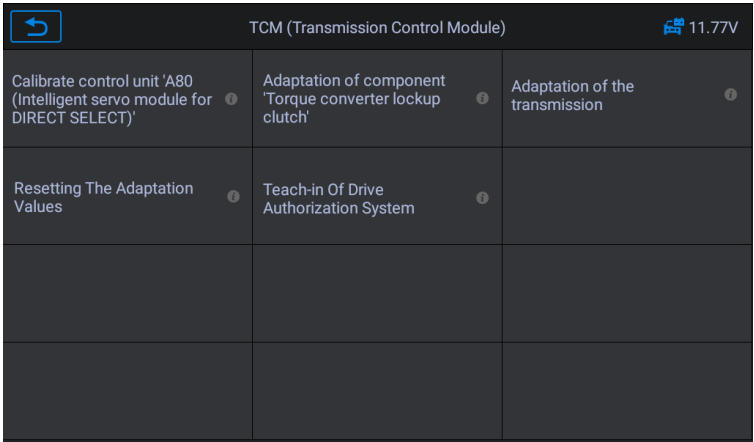 TCM (Transmission Control Module)
11.77V
Calibrate control unit 'A80
(Intelligent servo module for
DIRECT SELECT)'
Adaptation of component
'Torque converter lockup
clutch'
Adaptation of the
transmission
Resetting The Adaptation
Values
Teach-in Of Drive
Authorization System